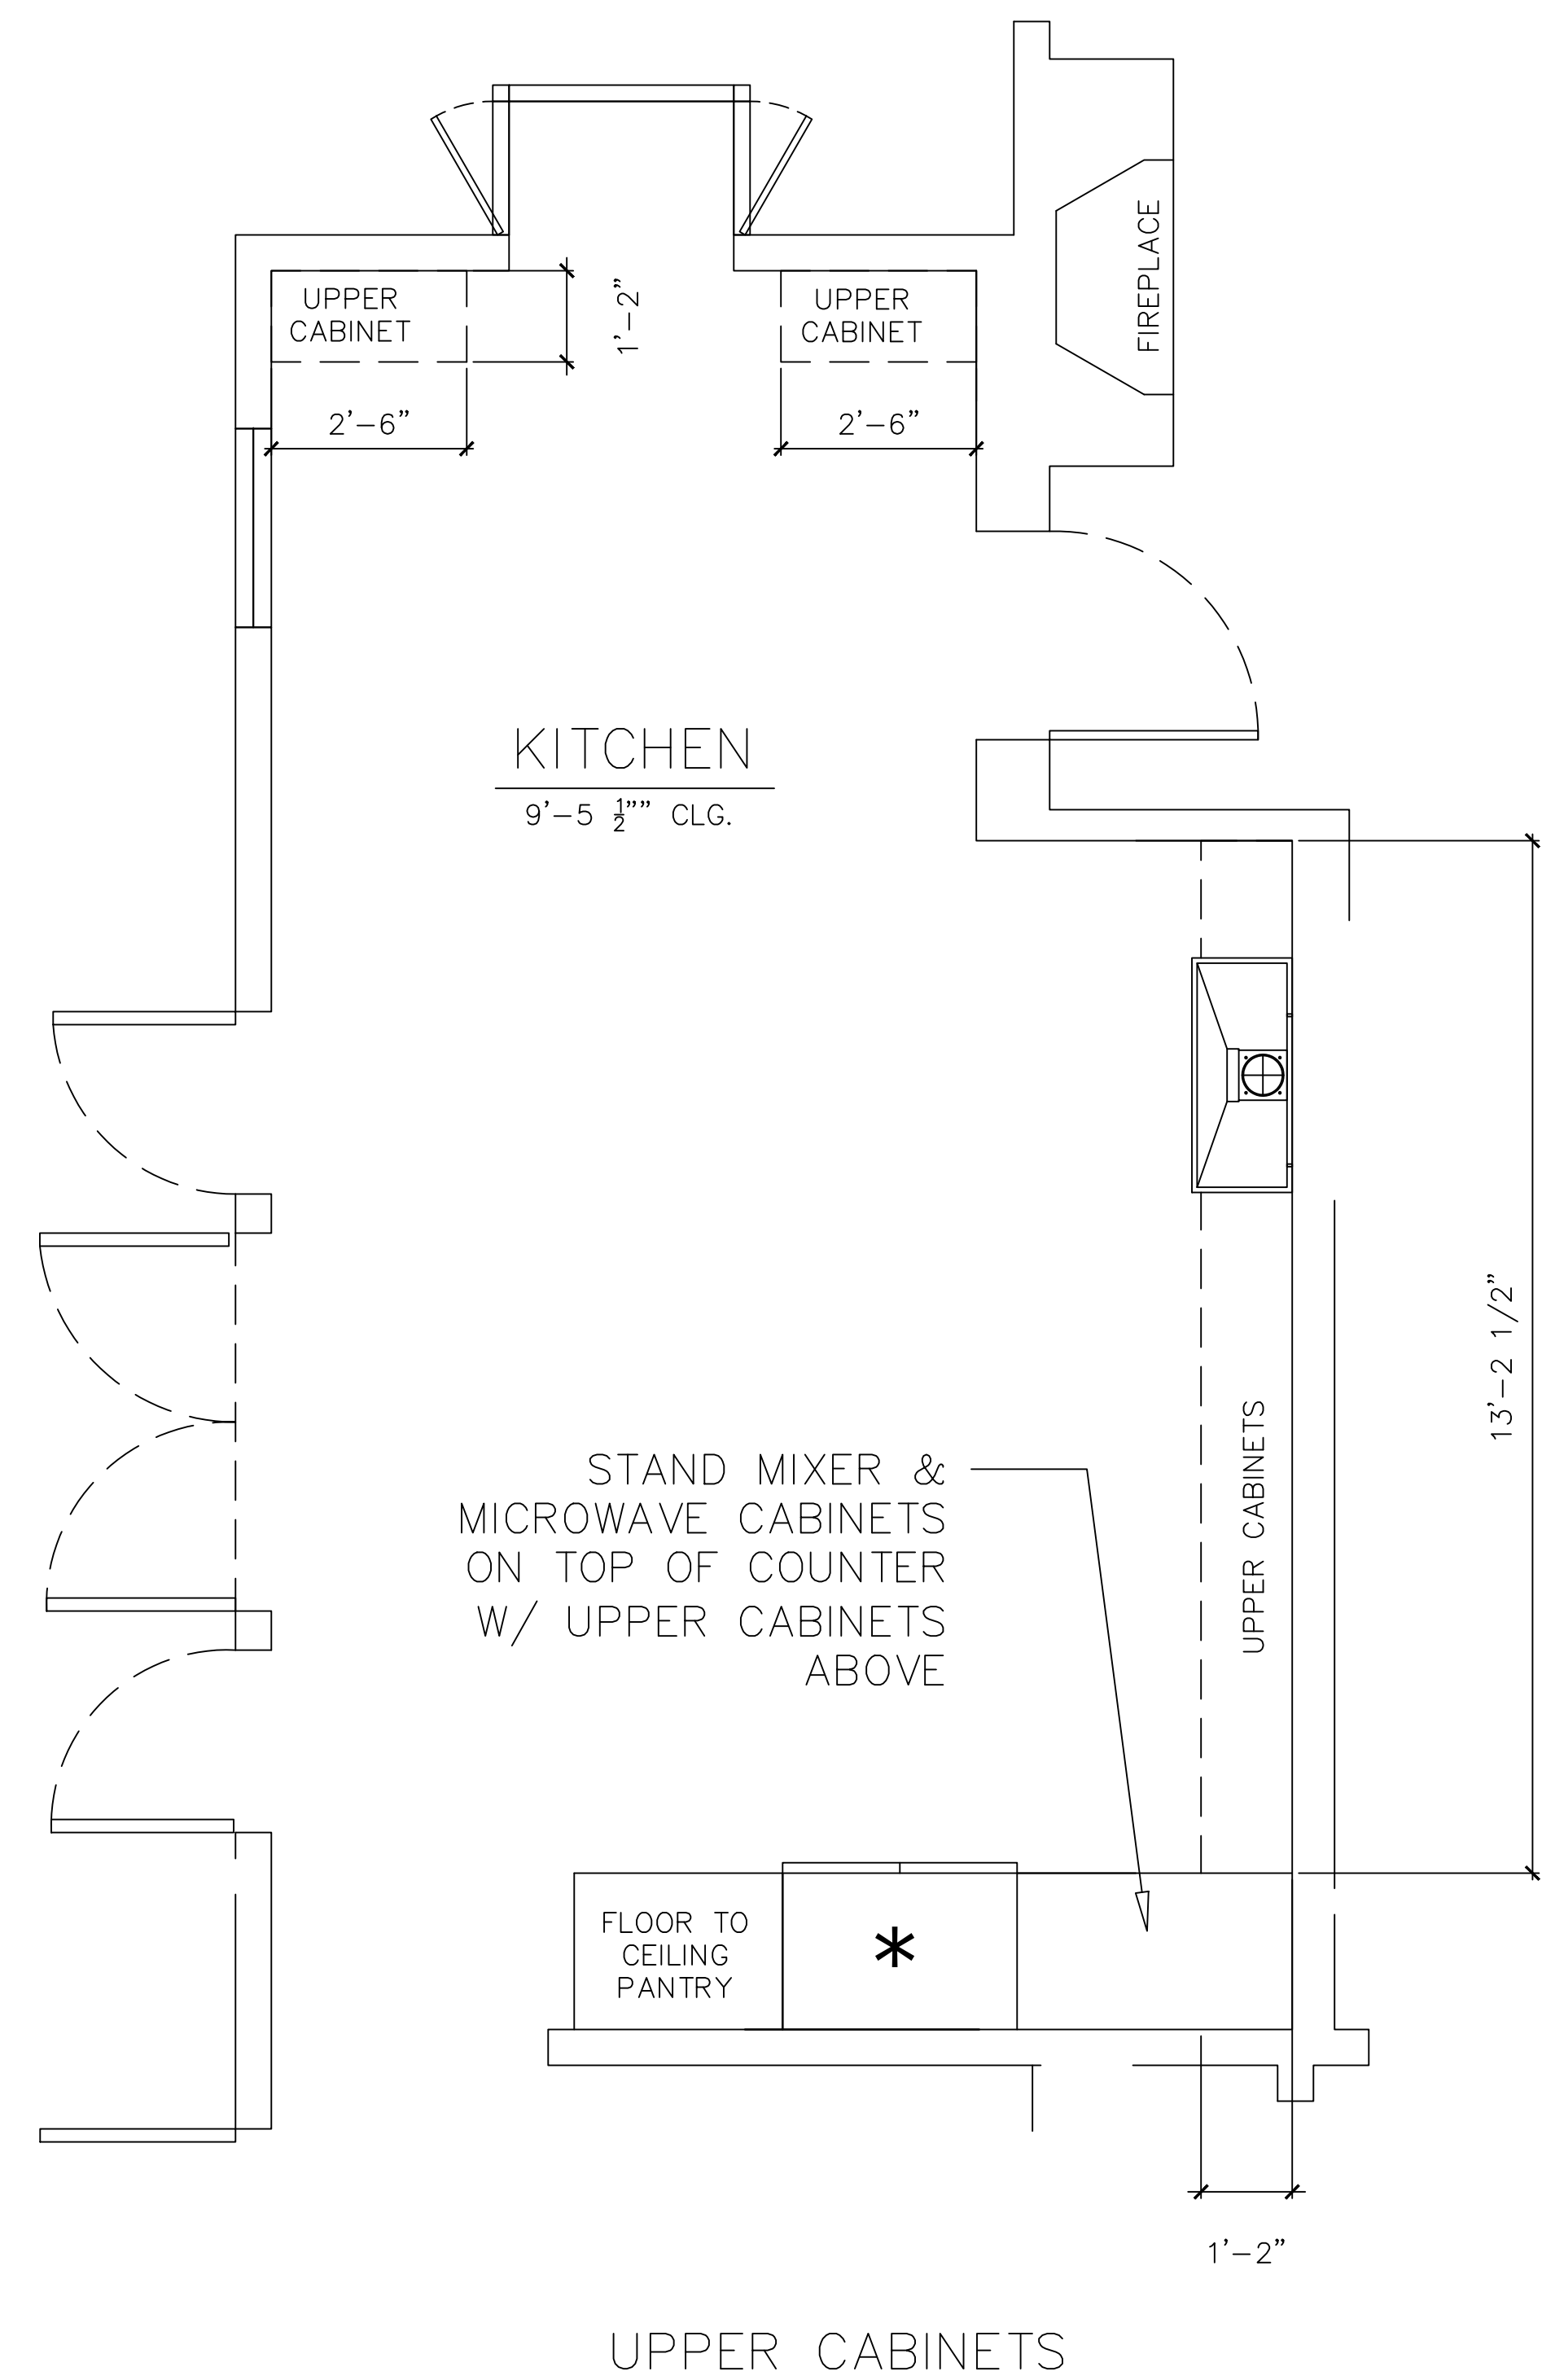 UPPER
CABINET
1'-2"
UPPER
CABINET
FIREPLACE
2'-6"
2'-6"
KITCHEN
9'-5 1/2"" CLG.
13'-2 1/2"
UPPER CABINETS
STAND MIXER &
MICROWAVE CABINETS
ON TOP OF COUNTER
W/ UPPER CABINETS
ABOVE
FLOOR TO
CEILING
PANTRY
*
1'-2"
UPPER CABINETS